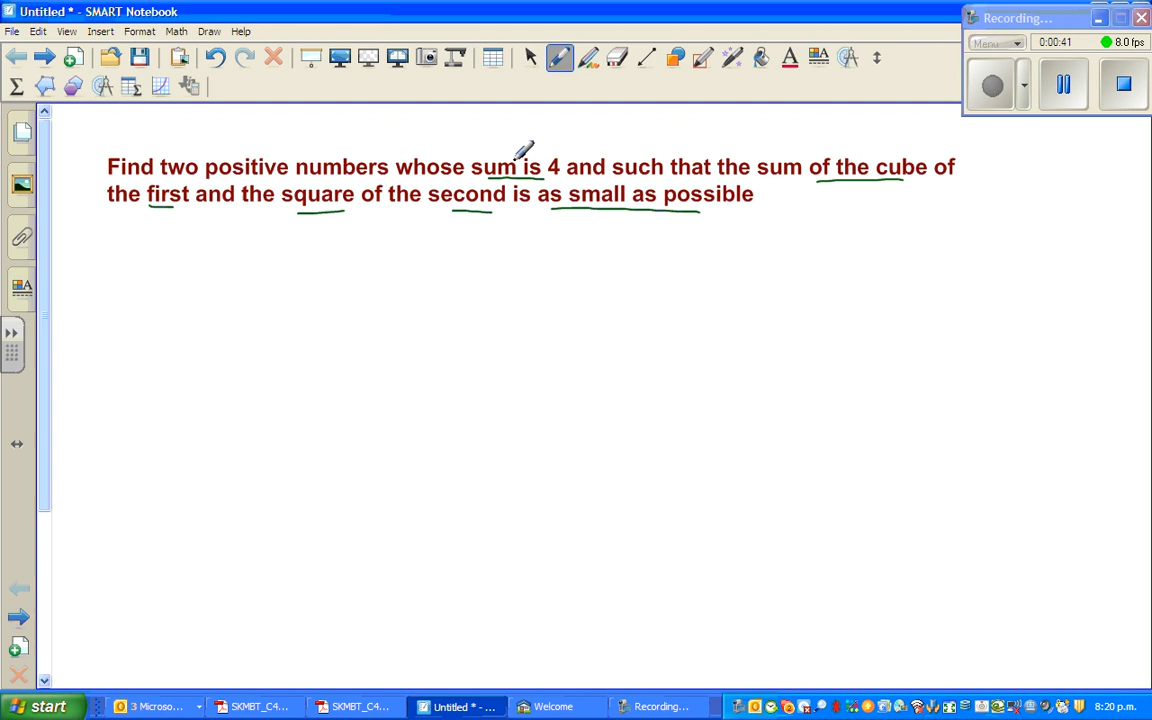 Untitled * - SMART Notebook
Recording...
File Edit View Insert Format Math Draw Help
Menu 0:00:41 8.0 fps
Find two positive numbers whose sum is 4 and such that the sum of the cube of
the first and the square of the second is as small as possible
start 3 Microso... SKMBT_C4... SKMBT_C4... Untitled * - ... Welcome Recording... 8:20 p.m.